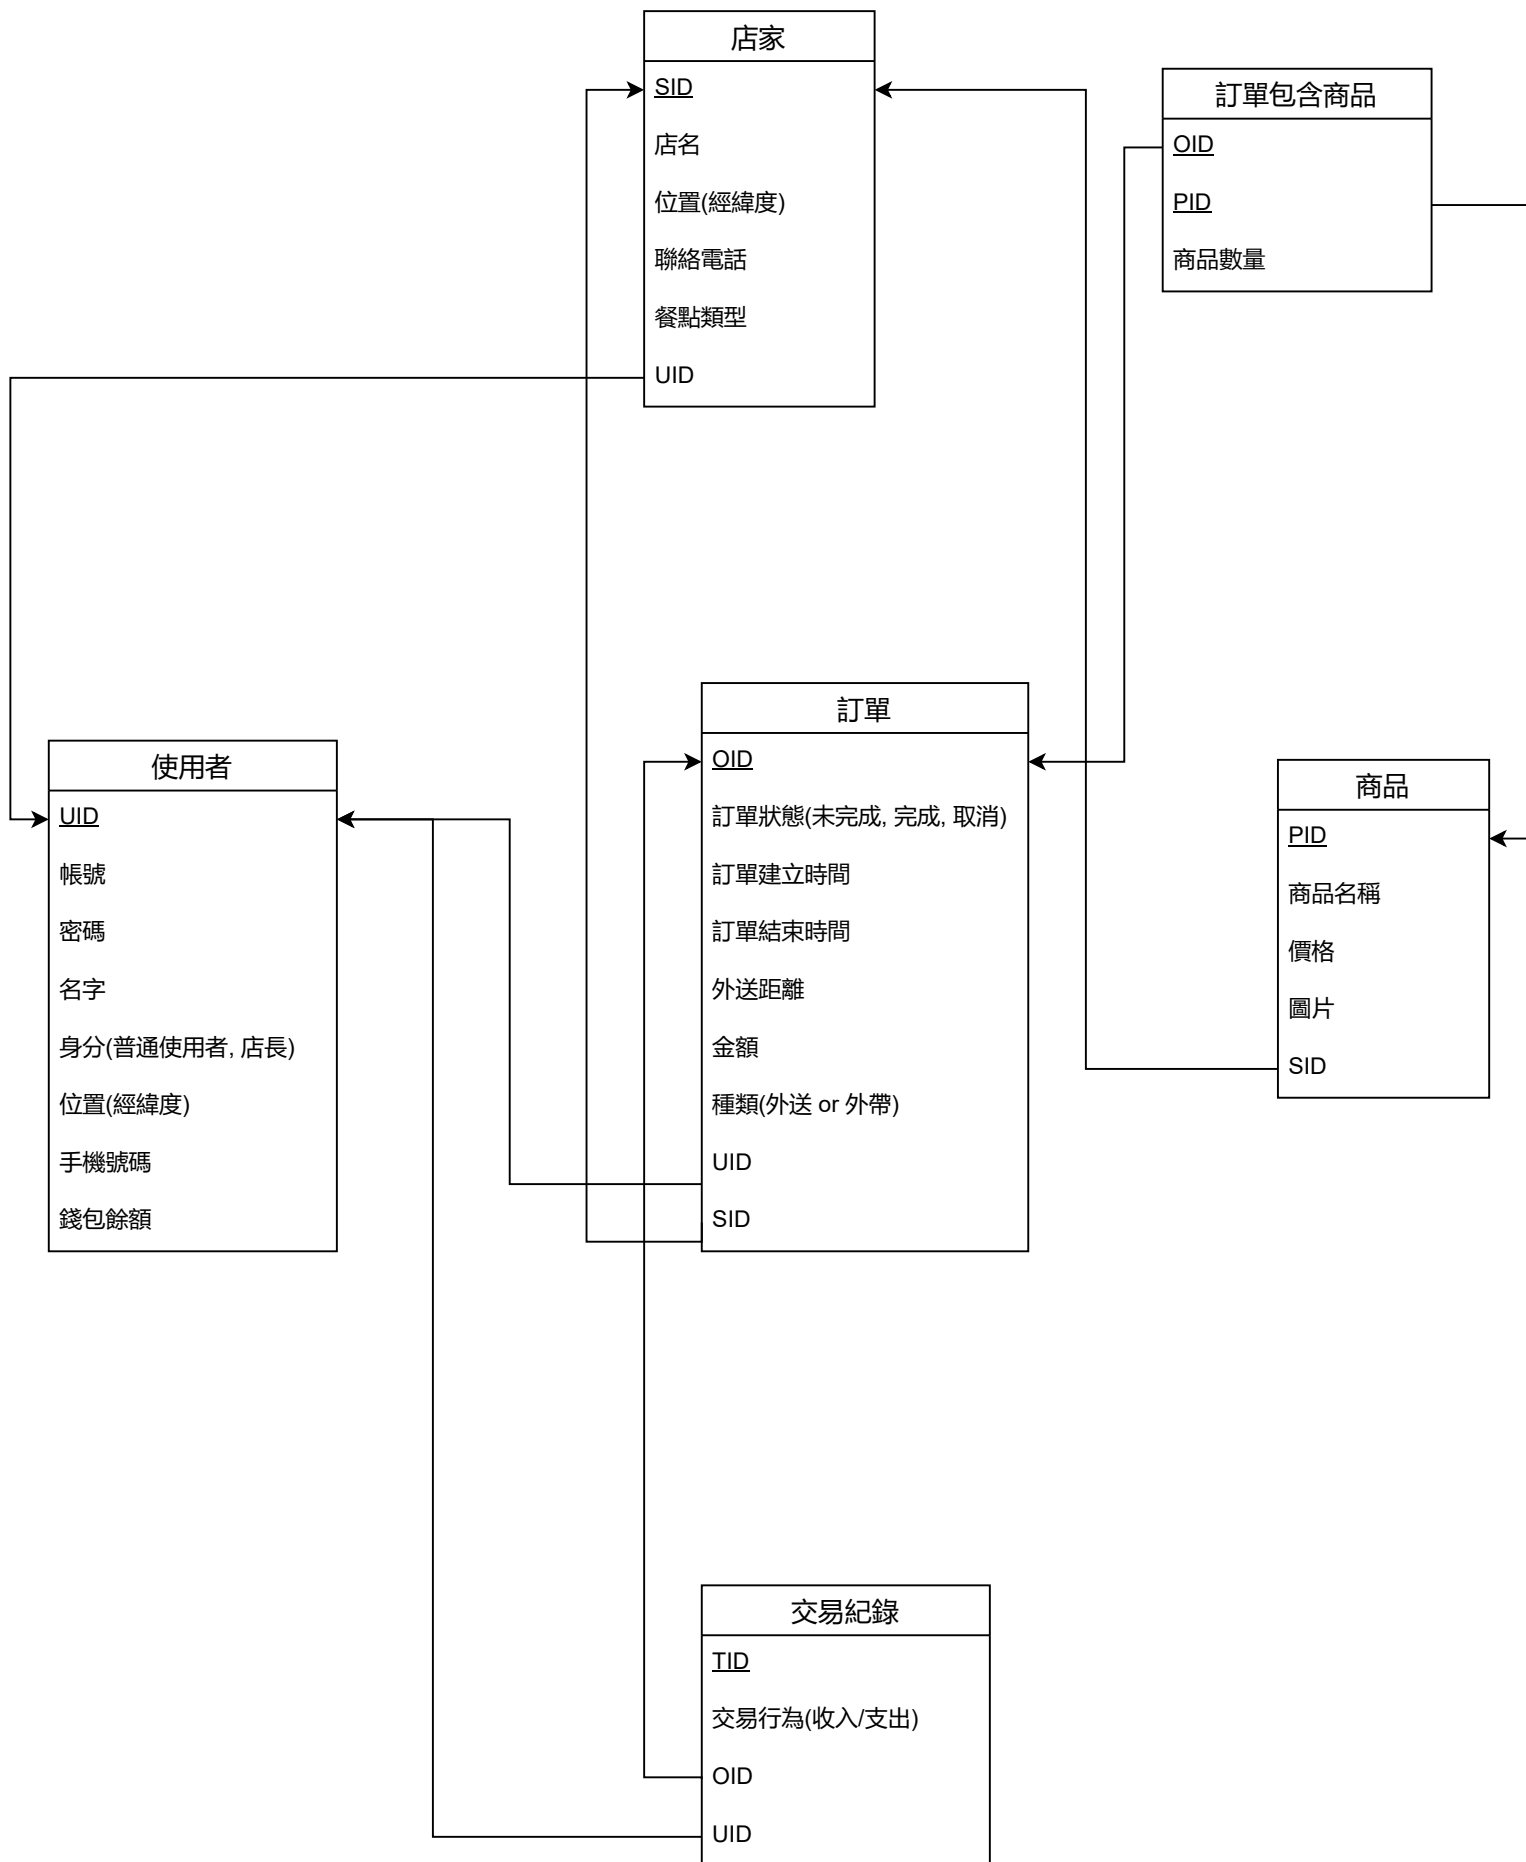 店家
SID
店名
位置(經緯度)
聯絡電話
餐點類型
UID
訂單包含商品
OID
PID
商品數量
使用者
UID
帳號
密碼
名字
身分(普通使用者, 店長)
位置(經緯度)
手機號碼
錢包餘額
訂單
OID
訂單狀態(未完成, 完成, 取消)
訂單建立時間
訂單結束時間
外送距離
金額
種類(外送 or 外帶)
UID
SID
商品
PID
商品名稱
價格
圖片
SID
交易紀錄
TID
交易行為(收入/支出)
OID
UID